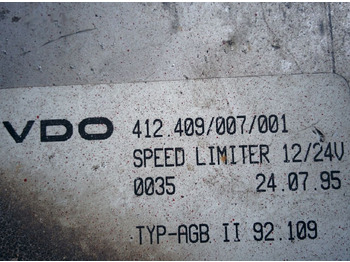 VDO 412.409/007/001
SPEED LIMITER 12/24V
0035 24.07.95
TYP-AGB II 92.109